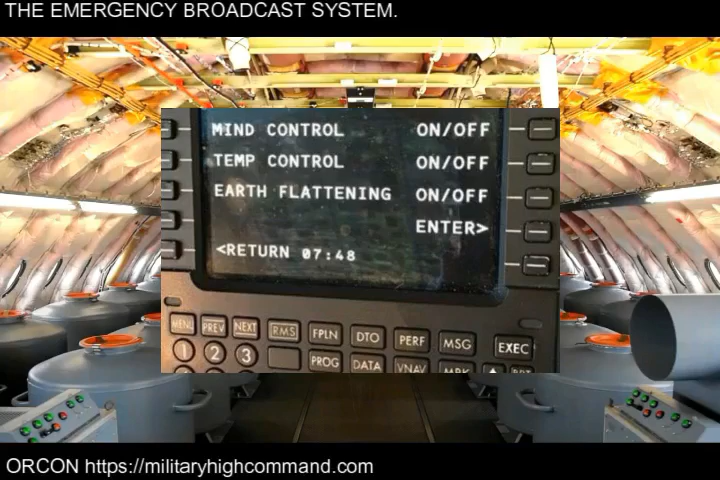 THE EMERGENCY BROADCAST SYSTEM.
MIND CONTROL ON/OFF
TEMP CONTROL ON/OFF
EARTH FLATTENING ON/OFF
ENTER>
<RETURN 07:48
MENU PREV NEXT RMS FPLN DTO PERF MSG EXEC
1 2 3 PROG DATA VNAV
ORCON https://militaryhighcommand.com